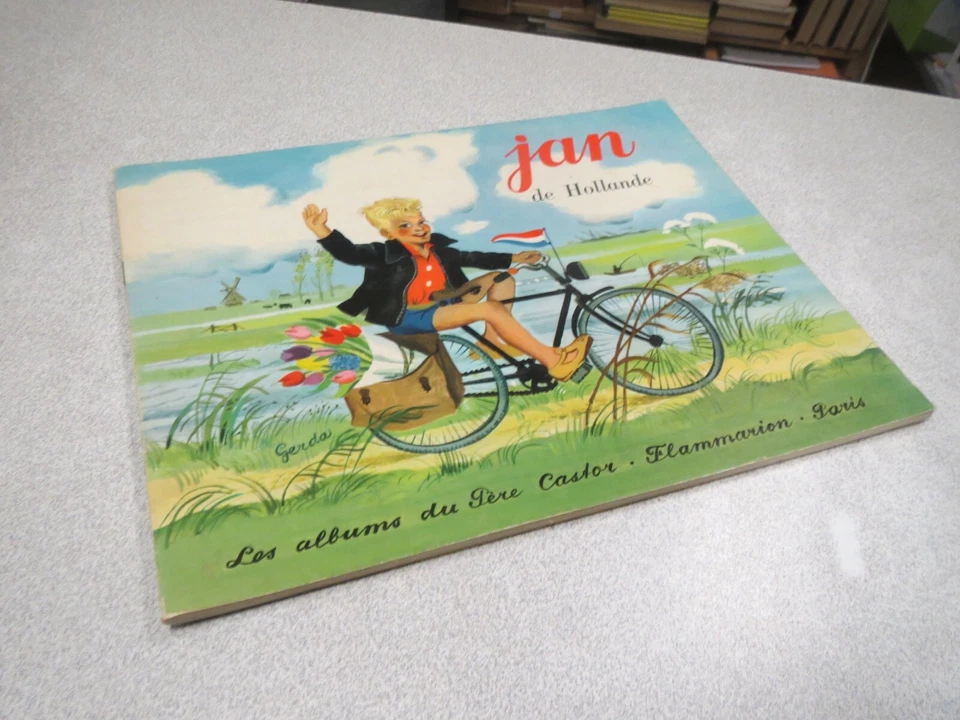 jan
de Hollande
Gerda
Les albums du Père Castor · Flammarion · Paris